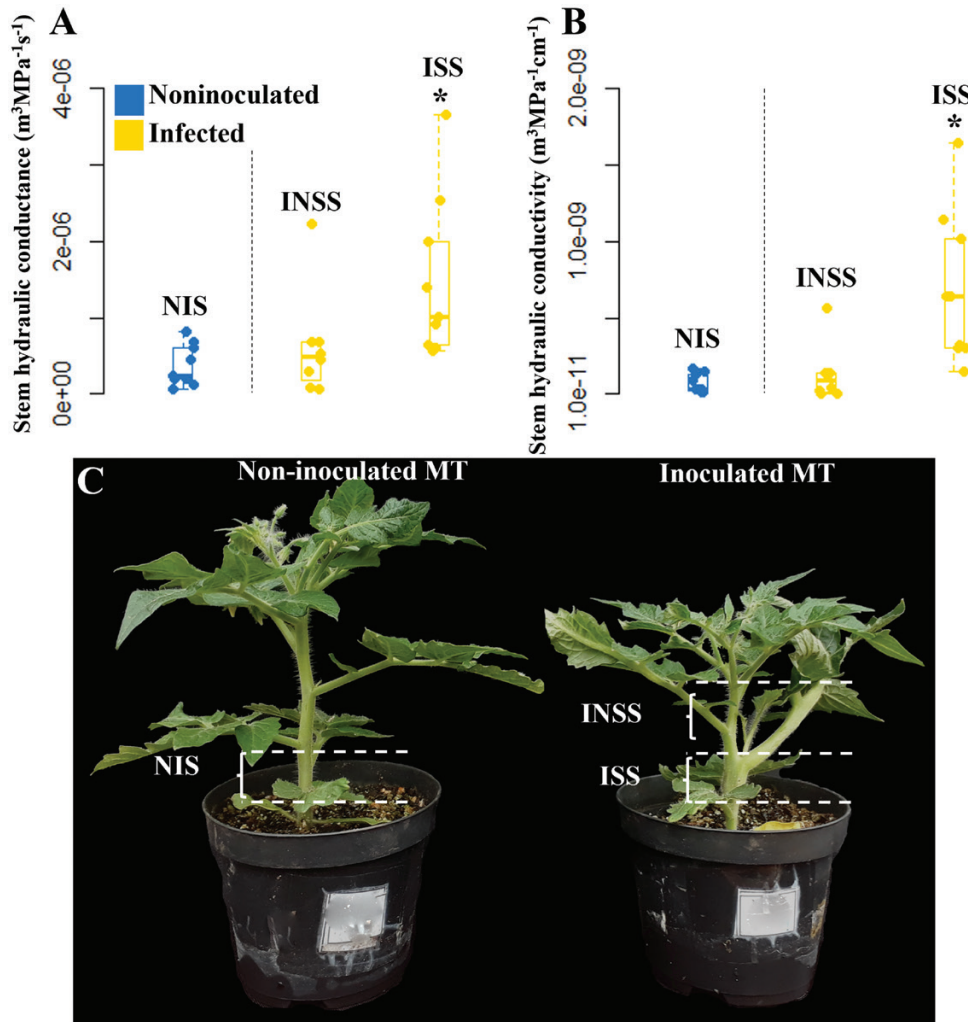 A
Stem hydraulic conductance (m³MPa⁻¹s⁻¹)
4e-06
2e-06
0e+00
Noninoculated
Infected
NIS
INSS
ISS
*
B
Stem hydraulic conductivity (m³MPa⁻¹cm⁻¹)
2.0e-09
1.0e-09
1.0e-11
NIS
INSS
ISS
*
C
Non-inoculated MT
Inoculated MT
NIS
INSS
ISS